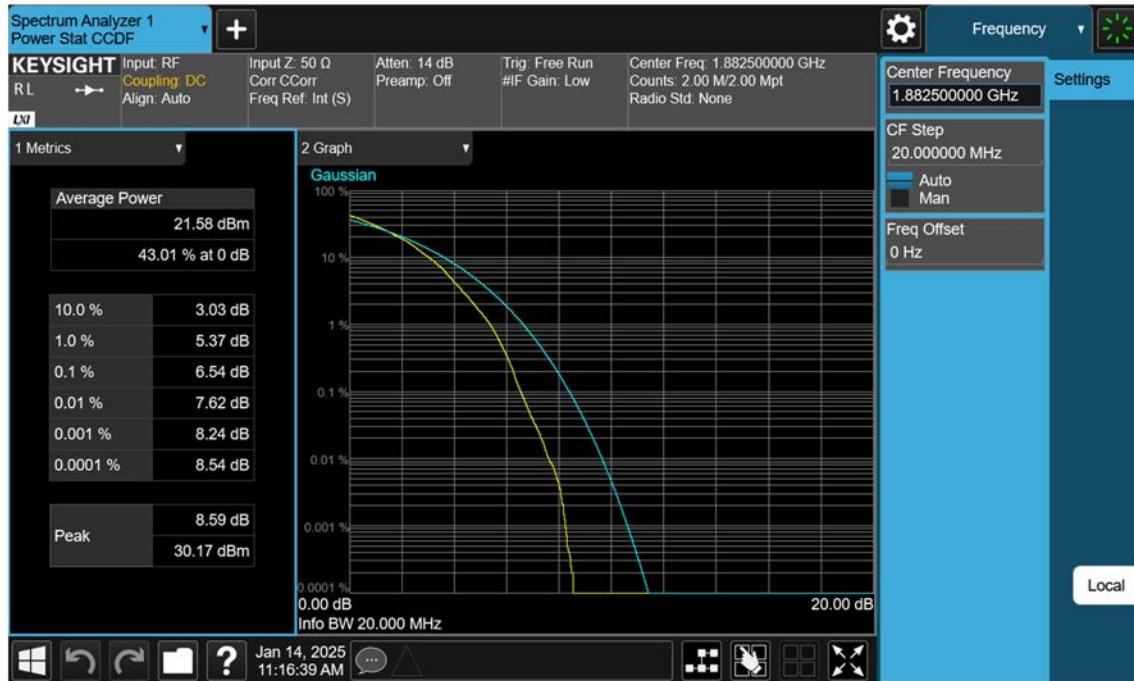 Spectrum Analyzer 1
Power Stat CCDF
+
Frequency
KEYSIGHT
R L
LXI
Input: RF
Coupling: DC
Align: Auto
Input Z: 50 Ω
Corr CCorr
Freq Ref: Int (S)
Atten: 14 dB
Preamp: Off
Trig: Free Run
#IF Gain: Low
Center Freq: 1.882500000 GHz
Counts: 2.00 M/2.00 Mpt
Radio Std: None
Center Frequency
1.882500000 GHz
Settings
CF Step
20.000000 MHz
Auto
Man
Freq Offset
0 Hz
1 Metrics
Average Power
21.58 dBm
43.01 % at 0 dB
10.0 % 3.03 dB
1.0 % 5.37 dB
0.1 % 6.54 dB
0.01 % 7.62 dB
0.001 % 8.24 dB
0.0001 % 8.54 dB
Peak
8.59 dB
30.17 dBm
2 Graph
Gaussian
100 %
10 %
1 %
0.1 %
0.01 %
0.001 %
0.0001 %
0.00 dB 20.00 dB
Info BW 20.000 MHz
Local
?
Jan 14, 2025
11:16:39 AM